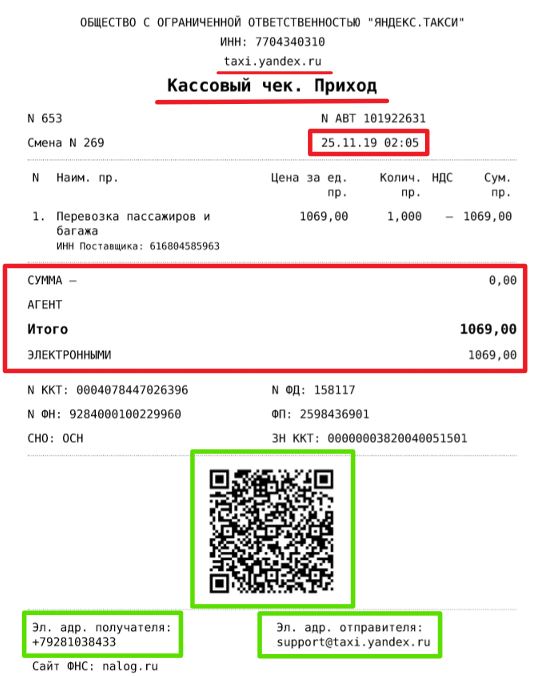 ОБЩЕСТВО С ОГРАНИЧЕННОЙ ОТВЕТСТВЕННОСТЬЮ "ЯНДЕКС.ТАКСИ"
ИНН: 7704340310
taxi.yandex.ru
Кассовый чек. Приход
N 653 N АВТ 101922631
Смена N 269 25.11.19 02:05
N Наим. пр. Цена за ед. Колич. НДС Сум.
пр. пр. пр.
1. Перевозка пассажиров и 1069,00 1,000 – 1069,00
багажа
ИНН Поставщика: 616804585963
СУММА – 0,00
АГЕНТ
Итого 1069,00
ЭЛЕКТРОННЫМИ 1069,00
N ККТ: 0004078447026396 N ФД: 158117
N ФН: 9284000100229960 ФП: 2598436901
СНО: ОСН ЗН ККТ: 00000003820040051501
Эл. адр. получателя: Эл. адр. отправителя:
+79281038433 support@taxi.yandex.ru
Сайт ФНС: nalog.ru